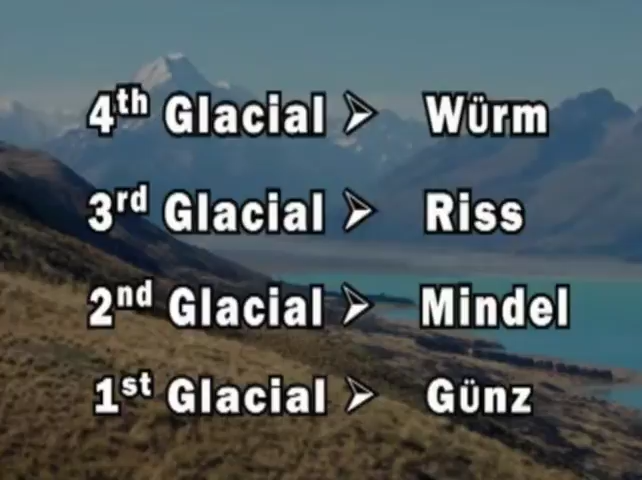 4th Glacial ➢ Würm
3rd Glacial ➢ Riss
2nd Glacial ➢ Mindel
1st Glacial ➢ Günz